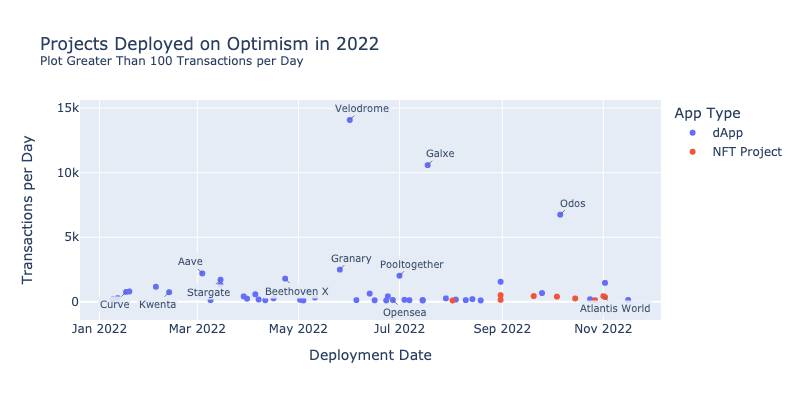 Projects Deployed on Optimism in 2022
Plot Greater Than 100 Transactions per Day
Transactions per Day
15k
10k
5k
0
Velodrome
Galxe
Odos
Aave
Granary
Pooltogether
Stargate
Beethoven X
Curve
Kwenta
Opensea
Atlantis World
Jan 2022
Mar 2022
May 2022
Jul 2022
Sep 2022
Nov 2022
Deployment Date
App Type
dApp
NFT Project